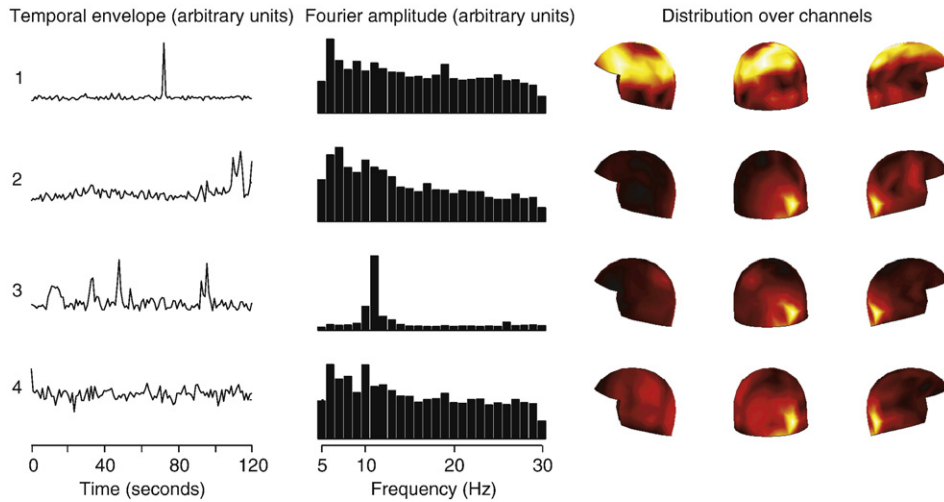 Temporal envelope (arbitrary units) Fourier amplitude (arbitrary units) Distribution over channels
1
2
3
4
0 40 80 120 5 10 20 30
Time (seconds) Frequency (Hz)